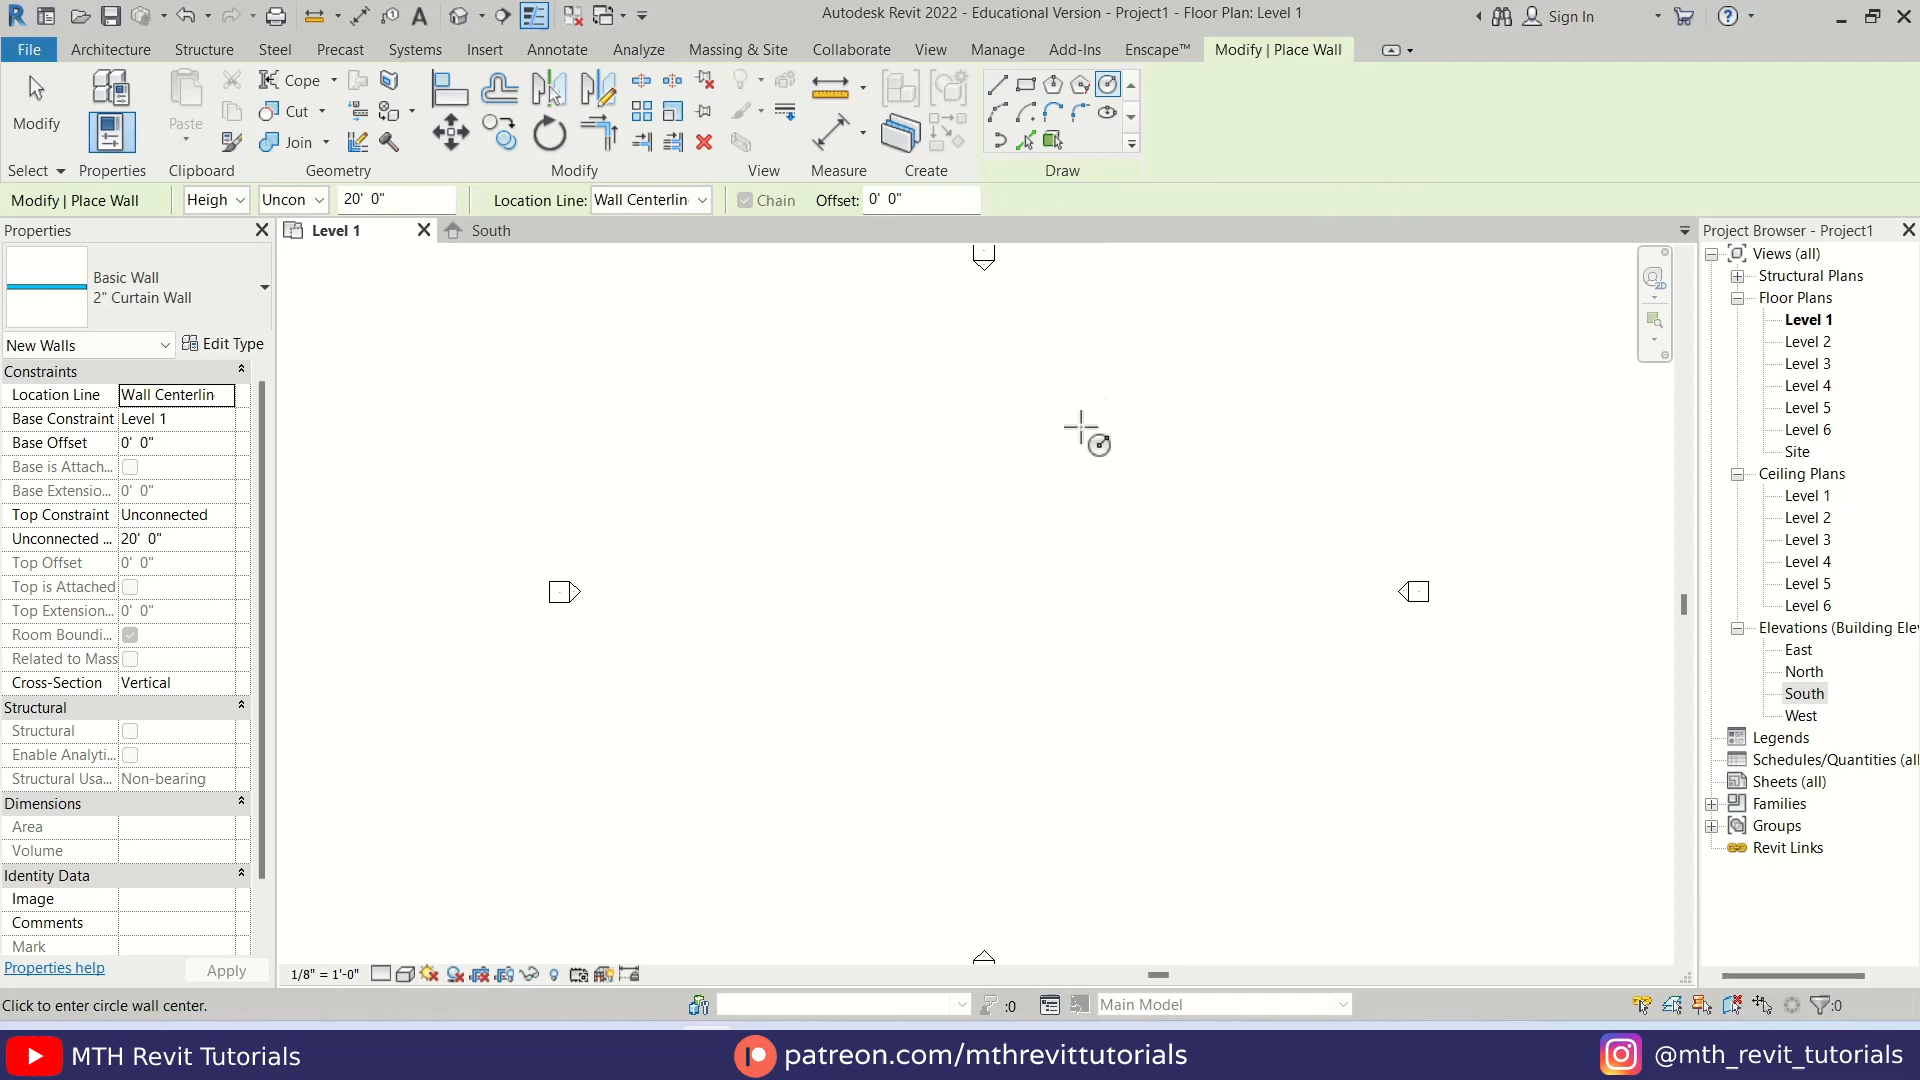 Autodesk Revit 2022 - Educational Version - Project1 - Floor Plan: Level 1
Sign In
File
Architecture
Structure
Steel
Precast
Systems
Insert
Annotate
Analyze
Massing & Site
Collaborate
View
Manage
Add-Ins
Enscape™
Modify | Place Wall
Modify
Paste
Cope
Cut
Join
Select
Properties
Clipboard
Geometry
Modify
View
Measure
Create
Draw
Modify | Place Wall
Heigh
Uncon
20' 0"
Location Line:
Wall Centerlin
Chain
Offset:
0' 0"
Properties
Level 1
South
Project Browser - Project1
Basic Wall
2" Curtain Wall
New Walls
Edit Type
Constraints
Location Line Wall Centerlin
Base Constraint Level 1
Base Offset 0' 0"
Base is Attach...
Base Extensio... 0' 0"
Top Constraint Unconnected
Unconnected ... 20' 0"
Top Offset 0' 0"
Top is Attached
Top Extension... 0' 0"
Room Boundi...
Related to Mass
Cross-Section Vertical
Structural
Structural
Enable Analyti...
Structural Usa... Non-bearing
Dimensions
Area
Volume
Identity Data
Image
Comments
Mark
Properties help
Apply
2D
Views (all)
Structural Plans
Floor Plans
Level 1
Level 2
Level 3
Level 4
Level 5
Level 6
Site
Ceiling Plans
Level 1
Level 2
Level 3
Level 4
Level 5
Level 6
Elevations (Building Ele
East
North
South
West
Legends
Schedules/Quantities (all
Sheets (all)
Families
Groups
Revit Links
1/8" = 1'-0"
Click to enter circle wall center.
:0
Main Model
:0
MTH Revit Tutorials
patreon.com/mthrevittutorials
@mth_revit_tutorials